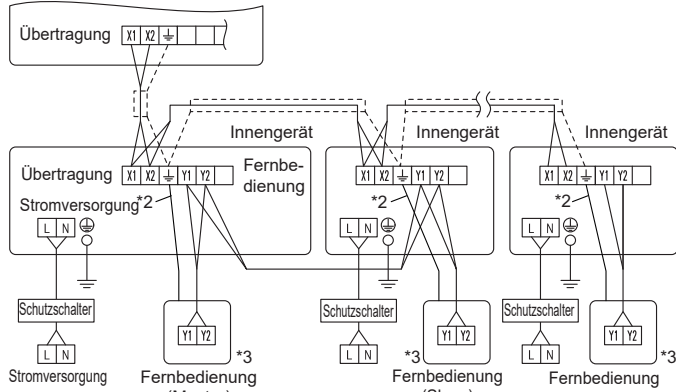 Übertragung X1 X2
Innengerät
Innengerät
Innengerät
Übertragung X1 X2 Y1 Y2 Fernbe-
dienung
X1 X2 Y1 Y2
X1 X2 Y1 Y2
Stromversorgung *2
*2
*2
L N
L N
L N
Schutzschalter
Schutzschalter
Schutzschalter
Y1 Y2
Y1 Y2
Y1 Y2
L N
*3
L N
*3
L N
*3
Stromversorgung
Fernbedienung
Fernbedienung
Fernbedienung